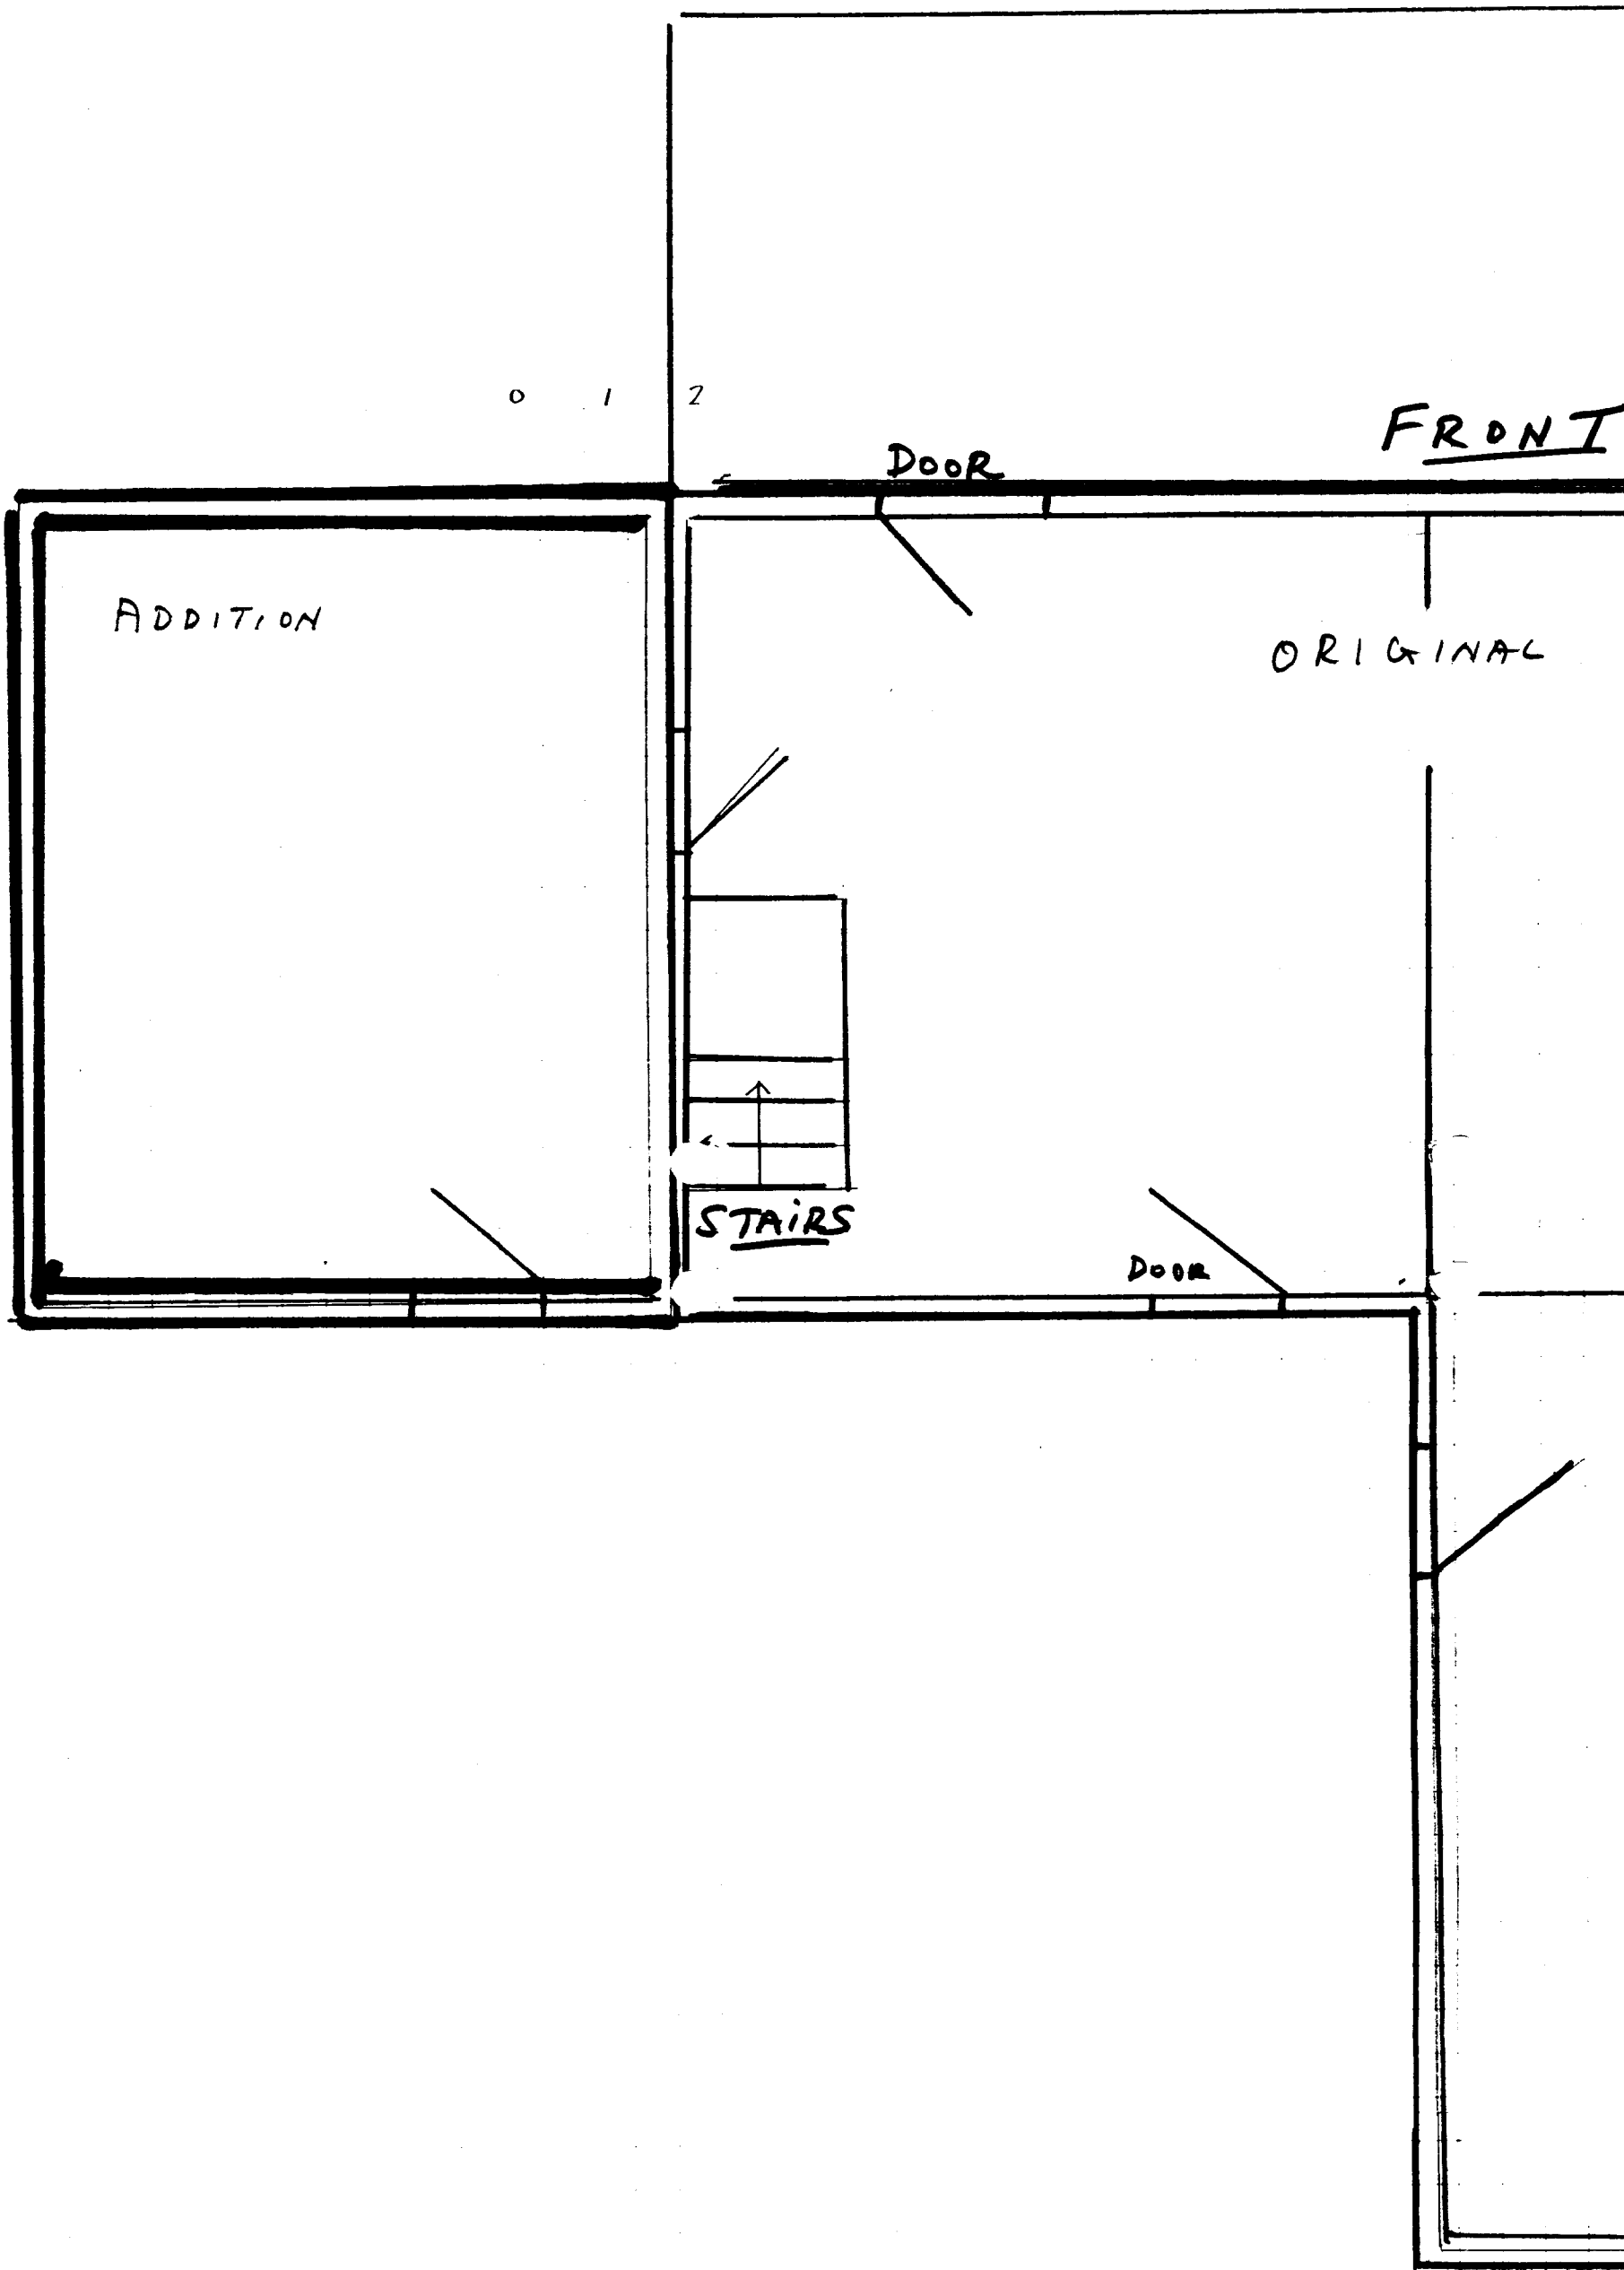 0 1 2
FRONT
DOOR
ADDITION
ORIGINAL
STAIRS
DOOR